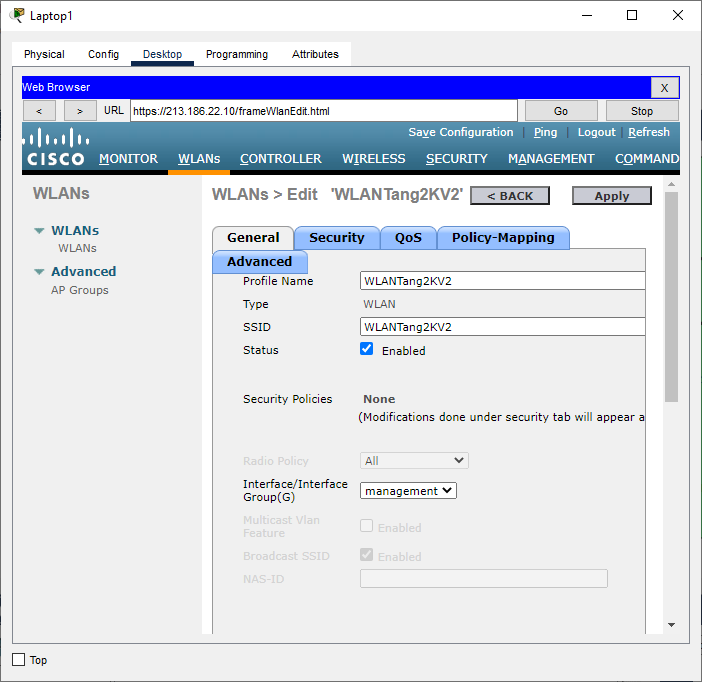 Laptop1
Physical Config Desktop Programming Attributes
Web Browser X
< > URL https://213.186.22.10/frameWlanEdit.html Go Stop
Save Configuration | Ping | Logout | Refresh
CISCO MONITOR WLANs CONTROLLER WIRELESS SECURITY MANAGEMENT COMMAND
WLANs
WLANs > Edit 'WLANTang2KV2' < BACK Apply
WLANs
WLANs
Advanced
AP Groups
General Security QoS Policy-Mapping
Advanced
Profile Name WLANTang2KV2
Type WLAN
SSID WLANTang2KV2
Status Enabled
Security Policies None
(Modifications done under security tab will appear a
Radio Policy All
Interface/Interface
Group(G) management
Multicast Vlan
Feature Enabled
Broadcast SSID Enabled
NAS-ID
Top